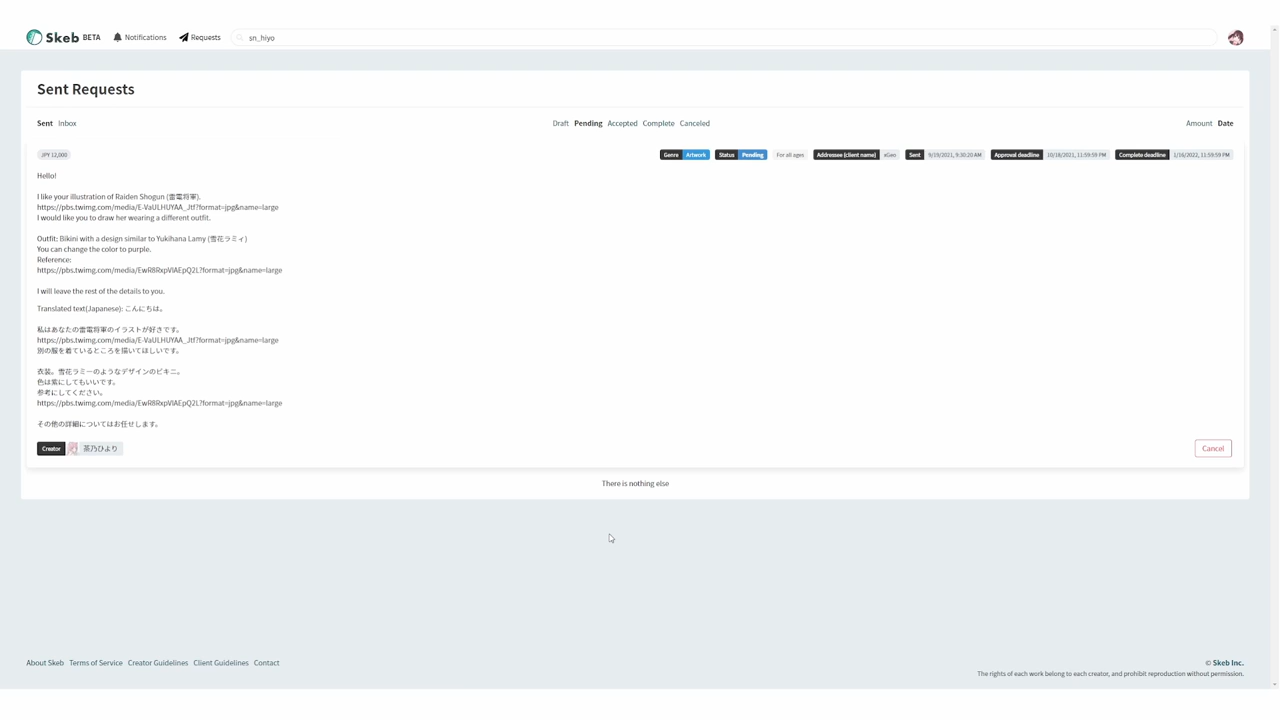 Skeb BETA Notifications Requests sn_hiyo
Sent Requests
Sent Inbox Draft Pending Accepted Complete Canceled Amount Date
JPY 12,000 Genre Artwork Status Pending For all ages Addressee (client name) xGeo Sent 9/19/2021, 9:30:20 AM Approval deadline 10/18/2021, 11:59:59 PM Complete deadline 1/16/2022, 11:59:59 PM
Hello!
I like your illustration of Raiden Shogun (雷電将軍).
https://pbs.twimg.com/media/E-VaULHUYAA_Jtf?format=jpg&name=large
I would like you to draw her wearing a different outfit.
Outfit: Bikini with a design similar to Yukihana Lamy (雪花ラミィ)
You can change the color to purple.
Reference:
https://pbs.twimg.com/media/EwR8RxpVIAEpQ2L?format=jpg&name=large
I will leave the rest of the details to you.
Translated text(Japanese): こんにちは。
私はあなたの雷電将軍のイラストが好きです。
https://pbs.twimg.com/media/E-VaULHUYAA_Jtf?format=jpg&name=large
別の服を着ているところを描いてほしいです。
衣装。雪花ラミーのようなデザインのビキニ。
色は紫にしてもいいです。
参考にしてください。
https://pbs.twimg.com/media/EwR8RxpVIAEpQ2L?format=jpg&name=large
その他の詳細についてはお任せします。
Creator 茶乃ひより Cancel
There is nothing else
About Skeb Terms of Service Creator Guidelines Client Guidelines Contact © Skeb Inc.
The rights of each work belong to each creator, and prohibit reproduction without permission.